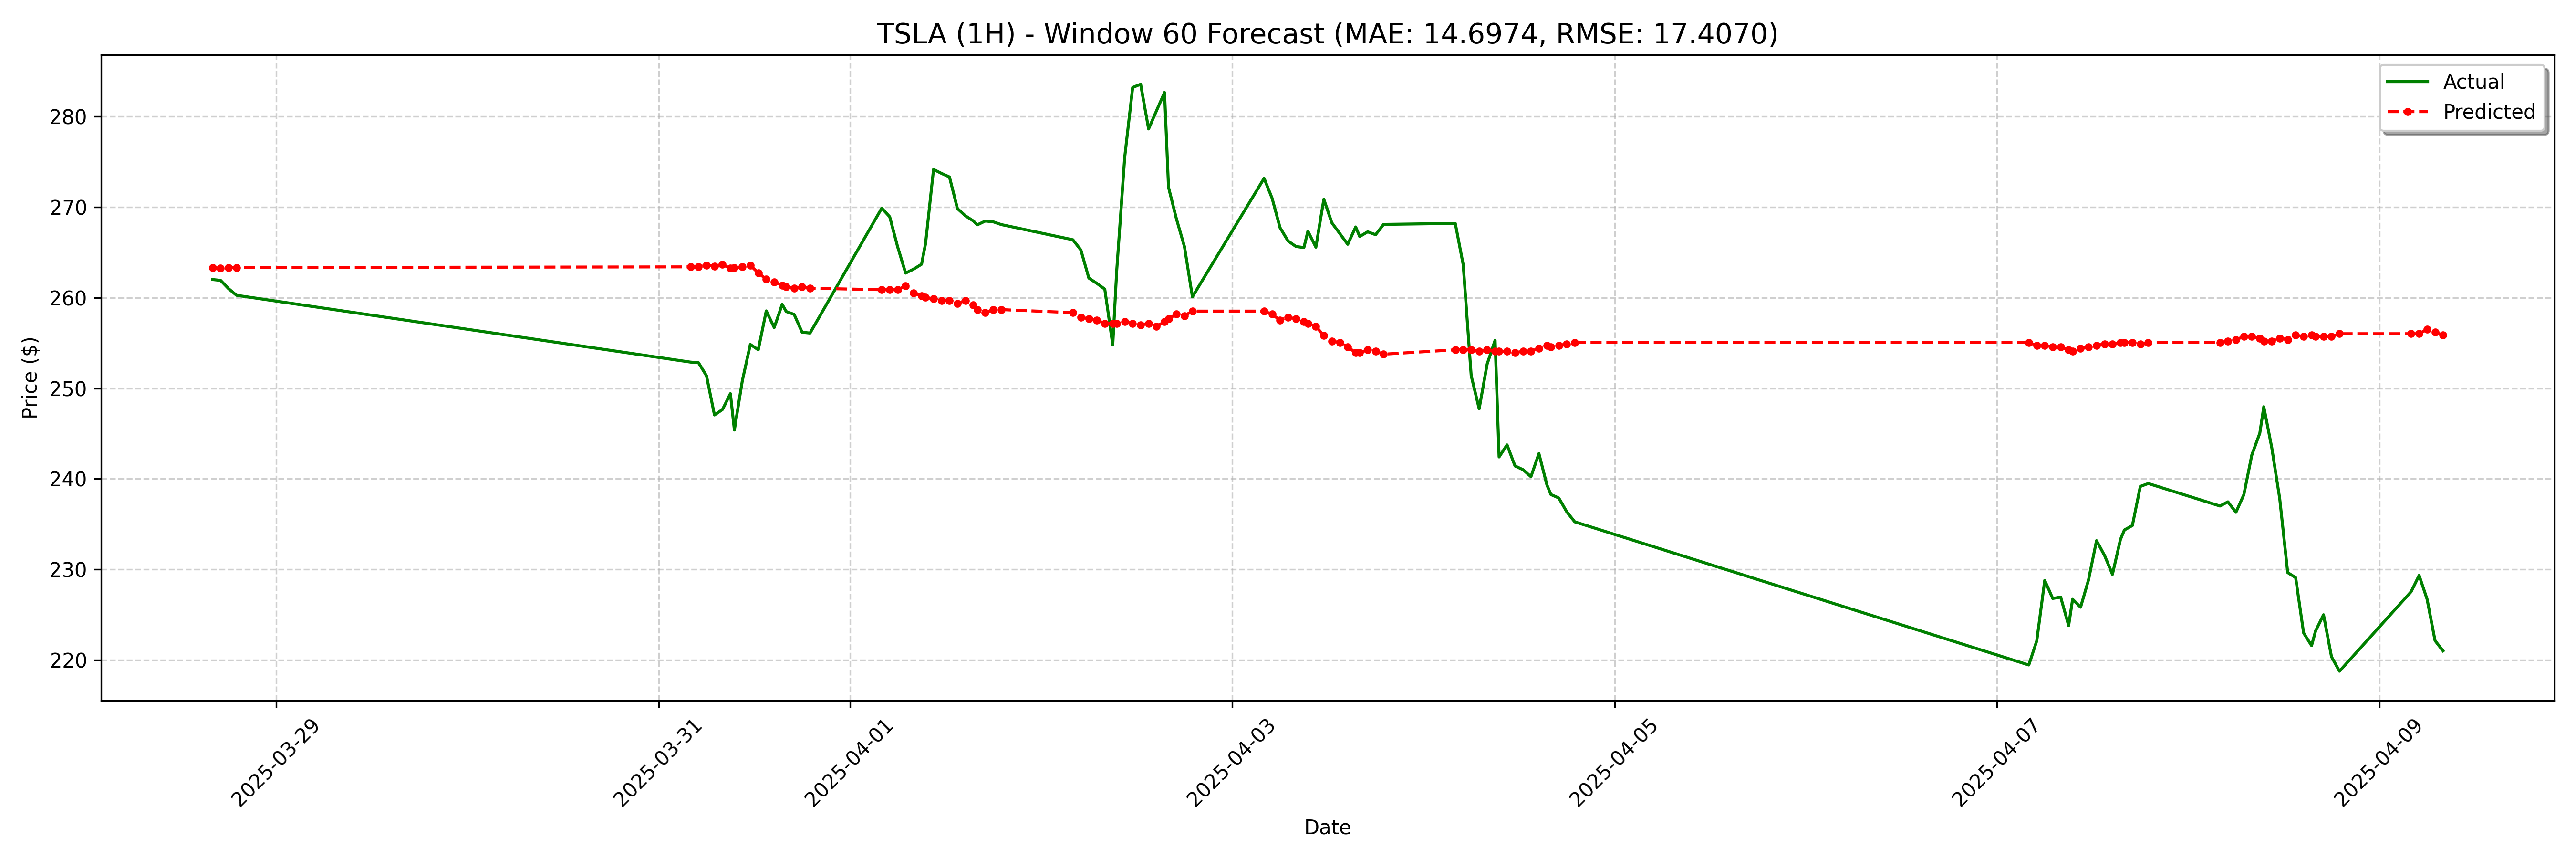 TSLA (1H) - Window 60 Forecast (MAE: 14.6974, RMSE: 17.4070)
Actual
Predicted
Price ($)
280
270
260
250
240
230
220
2025-03-29
2025-03-31
2025-04-01
2025-04-03
2025-04-05
2025-04-07
2025-04-09
Date